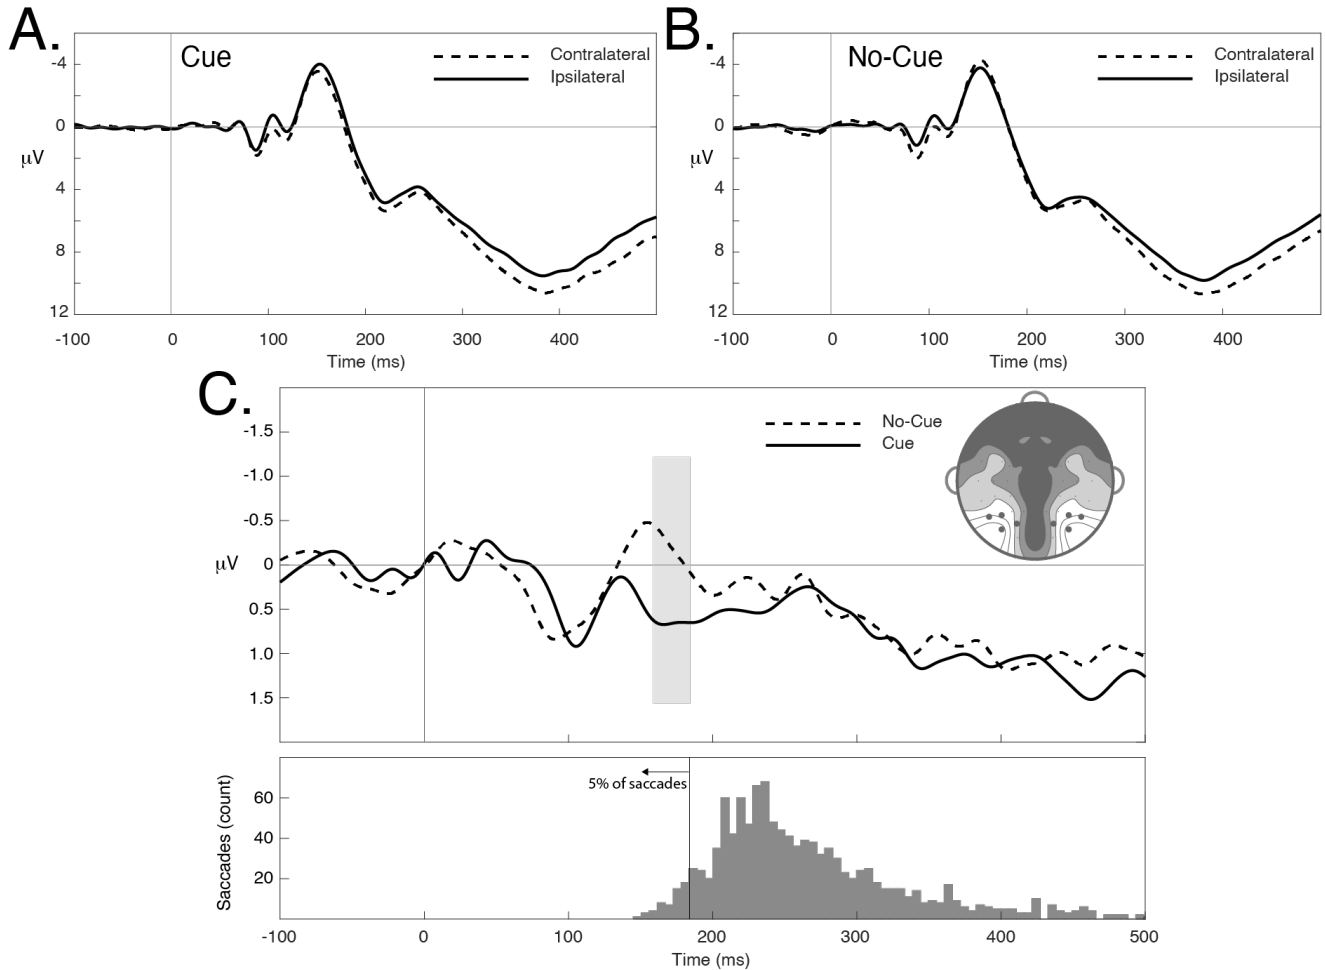 A.
Cue
Contralateral
Ipsilateral
-4
0
4
8
12
μV
-100
0
100
200
300
400
Time (ms)
B.
No-Cue
Contralateral
Ipsilateral
-4
0
4
8
12
μV
-100
0
100
200
300
400
Time (ms)
C.
No-Cue
Cue
-1.5
-1.0
-0.5
0
0.5
1.0
1.5
μV
5% of saccades
60
40
20
Saccades (count)
-100
0
100
200
300
400
500
Time (ms)